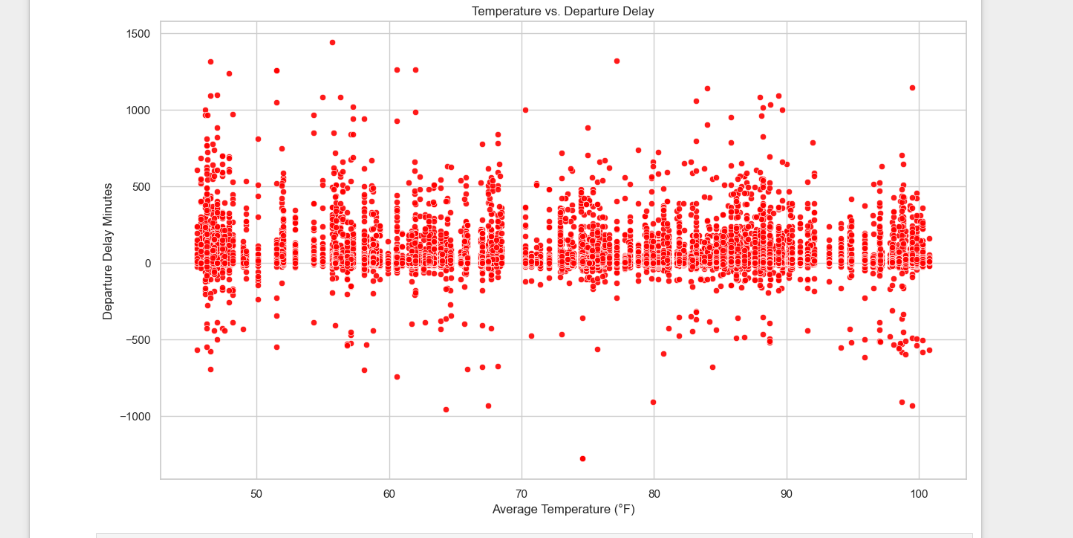 Temperature vs. Departure Delay
1500
1000
500
0
−500
−1000
Departure Delay Minutes
50 60 70 80 90 100
Average Temperature (°F)